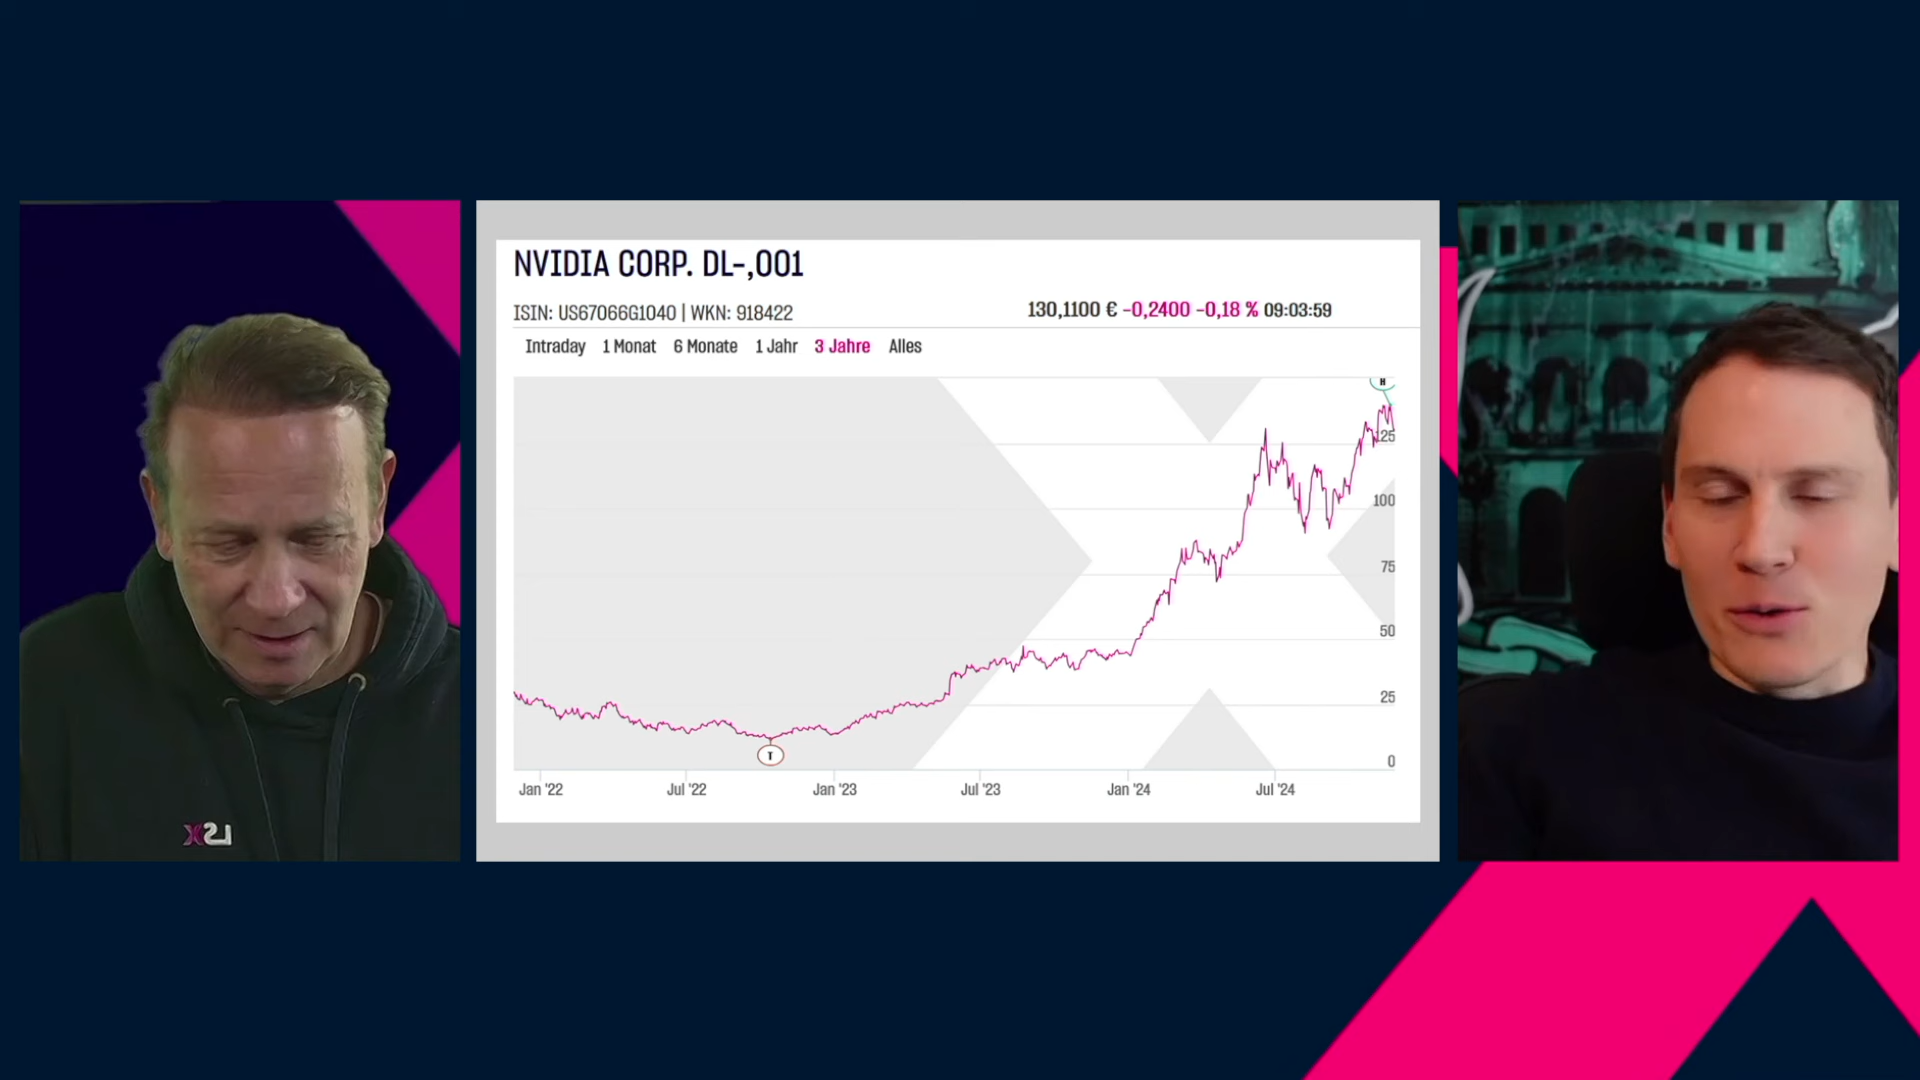 NVIDIA CORP. DL-,001
ISIN: US67066G1040 | WKN: 918422
130,1100 € -0,2400 -0,18 % 09:03:59
Intraday 1 Monat 6 Monate 1 Jahr 3 Jahre Alles
H
125
100
75
50
25
0
T
Jan '22 Jul '22 Jan '23 Jul '23 Jan '24 Jul '24
LSX